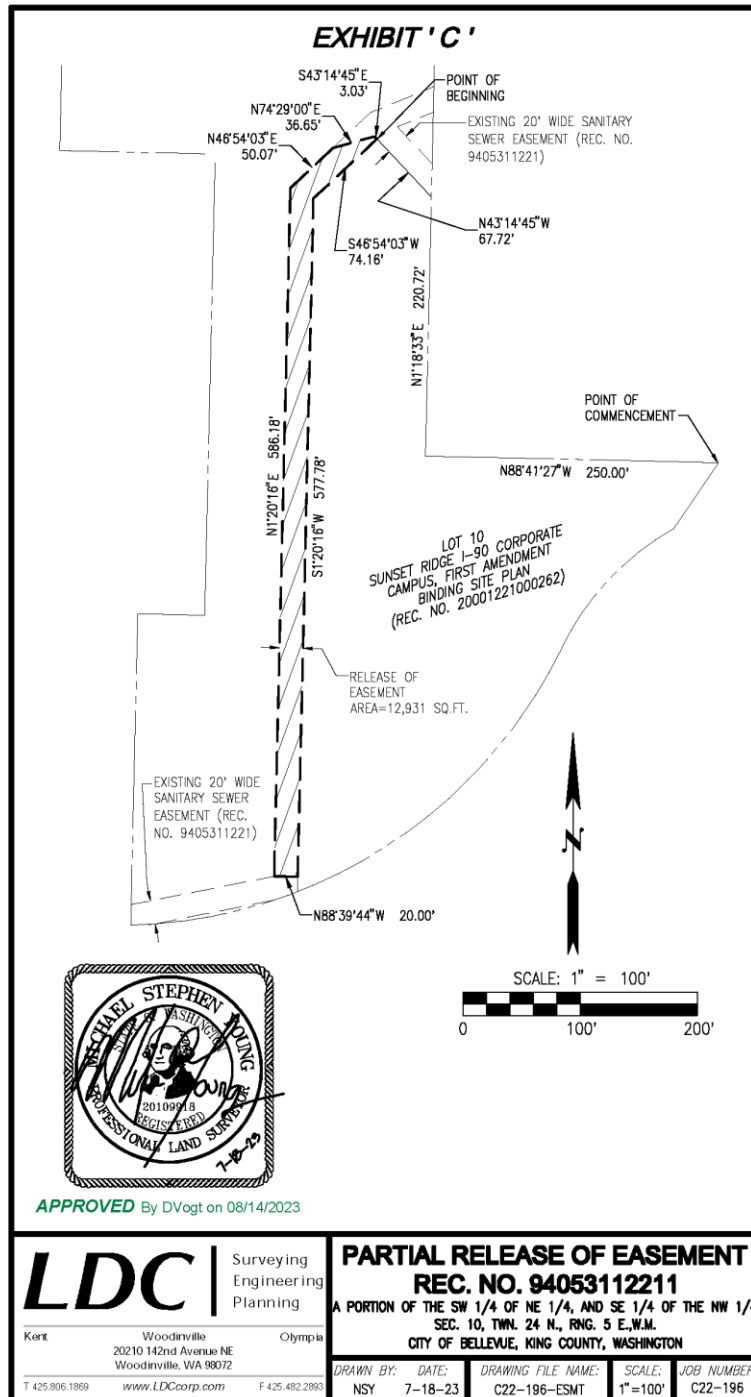 EXHIBIT ' C '
S43°14'45"E
3.03'
POINT OF
BEGINNING
N74°29'00"E
36.65'
EXISTING 20' WIDE SANITARY
SEWER EASEMENT (REC. NO.
9405311221)
N46°54'03"E
50.07'
N43°14'45"W
67.72'
S46°54'03"W
74.16'
N1°18'33"E 220.72'
POINT OF
COMMENCEMENT
N88°41'27"W 250.00'
N1°20'16"E 586.18'
S1°20'16"W 577.78'
LOT 10
SUNSET RIDGE I-90 CORPORATE
CAMPUS, FIRST AMENDMENT
BINDING SITE PLAN
(REC. NO. 20001221000262)
RELEASE OF
EASEMENT
AREA=12,931 SQ.FT.
EXISTING 20' WIDE
SANITARY SEWER
EASEMENT (REC.
NO. 9405311221)
N88°39'44"W 20.00'
N
SCALE: 1" = 100'
0 100' 200'
MICHAEL STEPHEN YOUNG
STATE OF WASHINGTON
20109918
REGISTERED
PROFESSIONAL LAND SURVEYOR
7-18-23
APPROVED By DVogt on 08/14/2023
LDC
Surveying
Engineering
Planning
Kent Woodinville Olympia
20210 142nd Avenue NE
Woodinville, WA 98072
T 425.806.1869 www.LDCcorp.com F 425.482.2893
PARTIAL RELEASE OF EASEMENT
REC. NO. 94053112211
A PORTION OF THE SW 1/4 OF NE 1/4, AND SE 1/4 OF THE NW 1/4
SEC. 10, TWN. 24 N., RNG. 5 E.,W.M.
CITY OF BELLEVUE, KING COUNTY, WASHINGTON
DRAWN BY: DATE: DRAWING FILE NAME: SCALE: JOB NUMBER
NSY 7-18-23 C22-196-ESMT 1"=100' C22-196